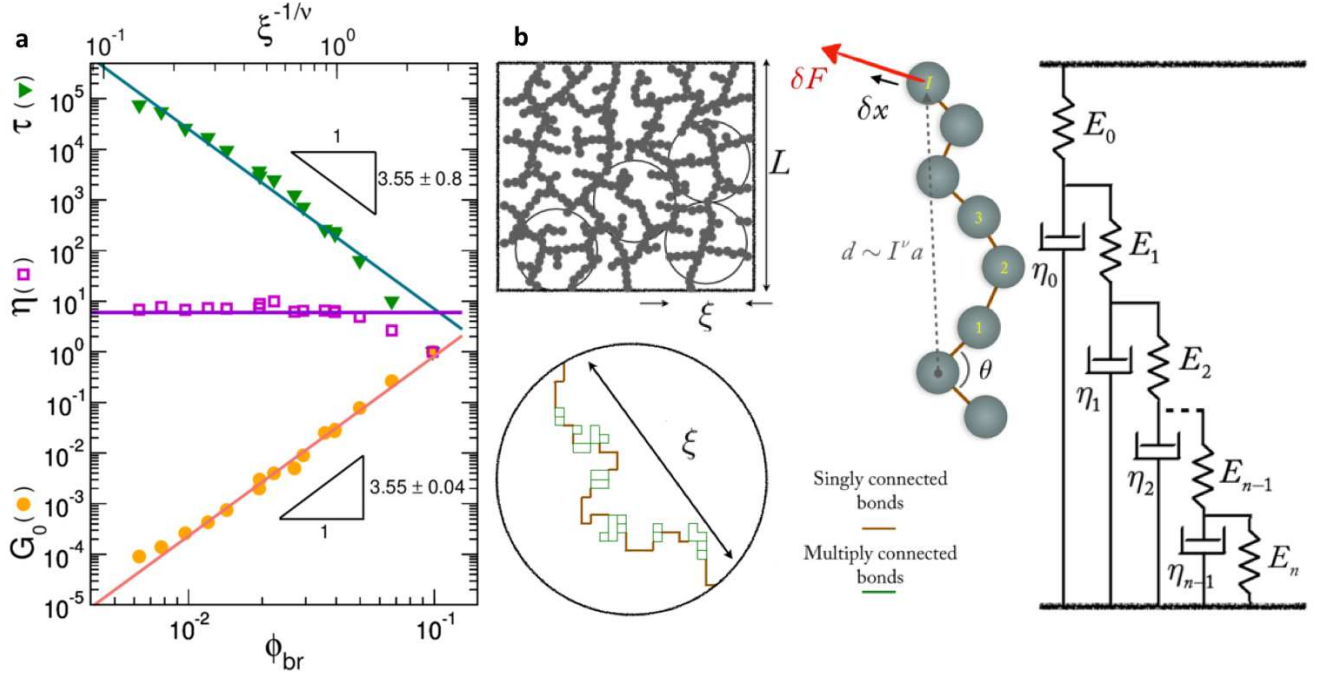 a
ξ^{-1/ν}
10^{-1}
10^0
τ(▼)
η(□)
G_0(●)
10^5
10^4
10^3
10^2
10^1
10^0
10^{-1}
10^{-2}
10^{-3}
10^{-4}
10^{-5}
1
3.55 ± 0.8
3.55 ± 0.04
1
10^{-2}
10^{-1}
ϕ_{br}
b
L
ξ
ξ
δF
δx
I
3
2
1
d ∼ I^ν a
θ
Singly connected
bonds
Multiply connected
bonds
E_0
η_0
E_1
η_1
E_2
η_2
E_{n-1}
η_{n-1}
E_n